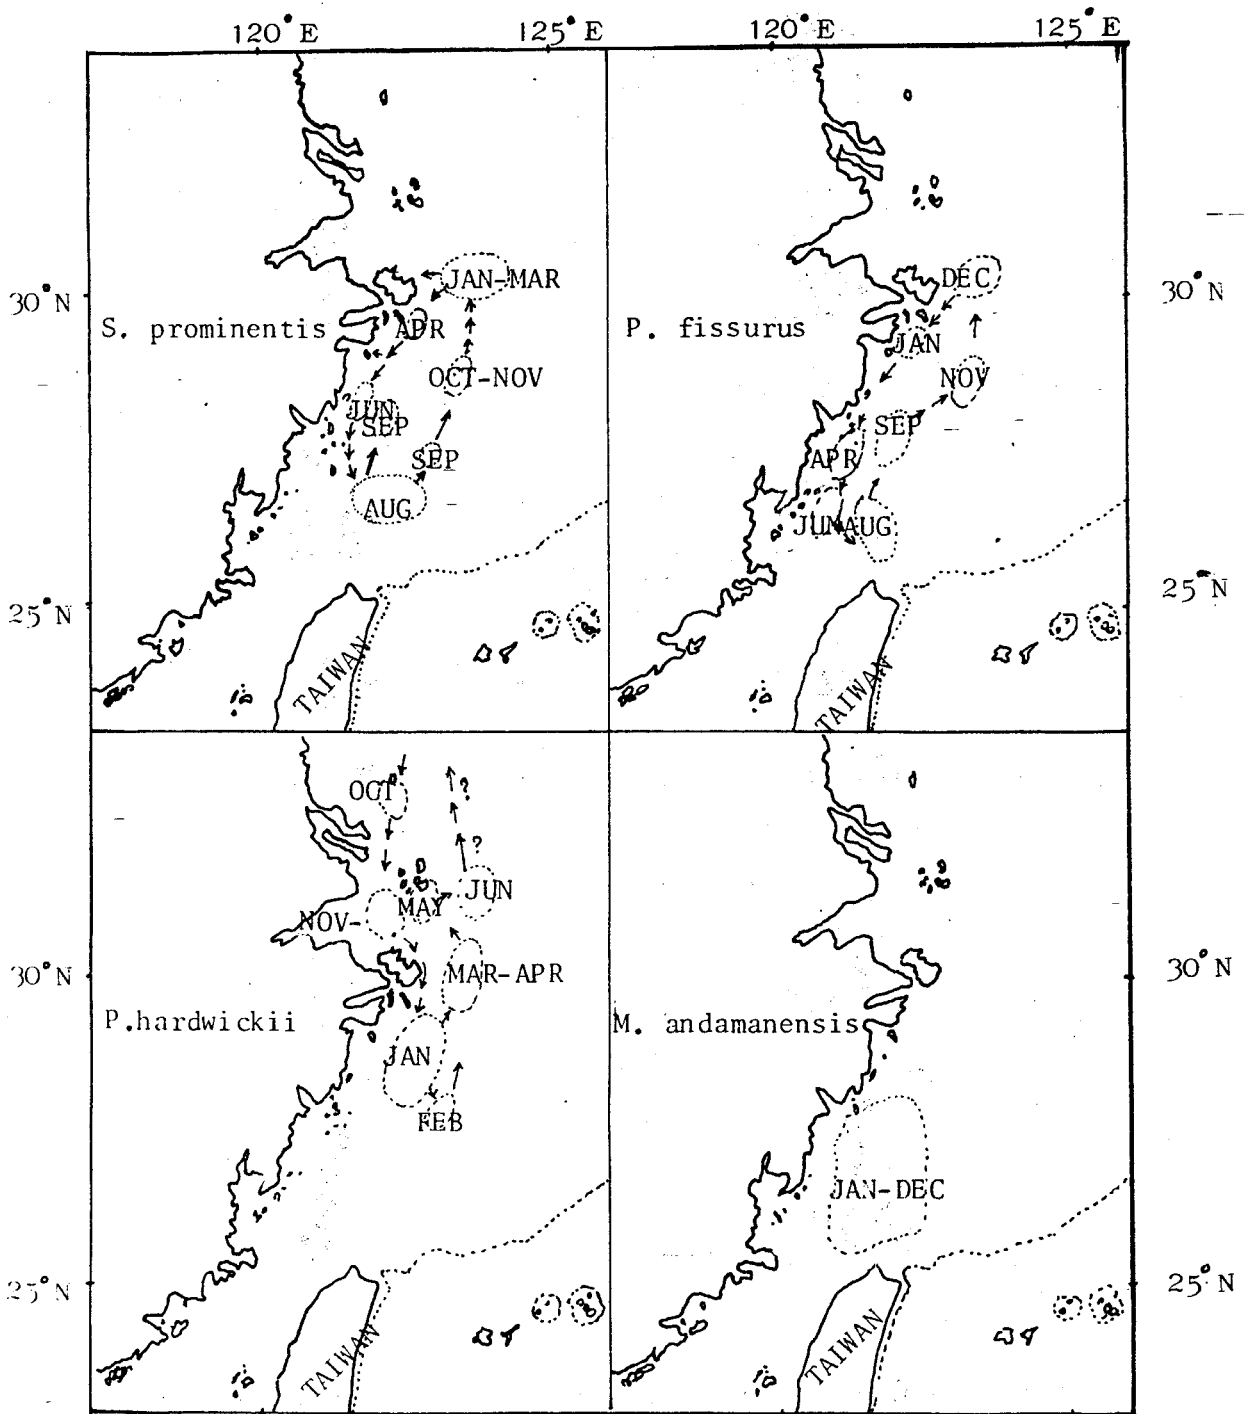 120°E 125°E 120°E 125°E
JAN-MAR
30°N
S. prominentis
APR
OCT-NOV
JUN
SEP
SEP
AUG
25°N
TAIWAN
DEC
30°N
P. fissurus
JAN
NOV
SEP
APR
JUN AUG
25°N
TAIWAN
OCT
?
?
JUN
MAY
NOV-
30°N
MAR-APR
P.hardwickii
JAN
FEB
25°N
TAIWAN
30°N
M. andamanensis
JAN-DEC
25°N
TAIWAN